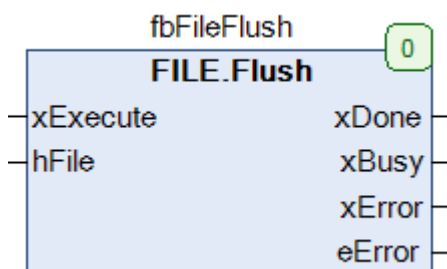 fbFileFlush
0
FILE.Flush
xExecute xDone
hFile xBusy
xError
eError